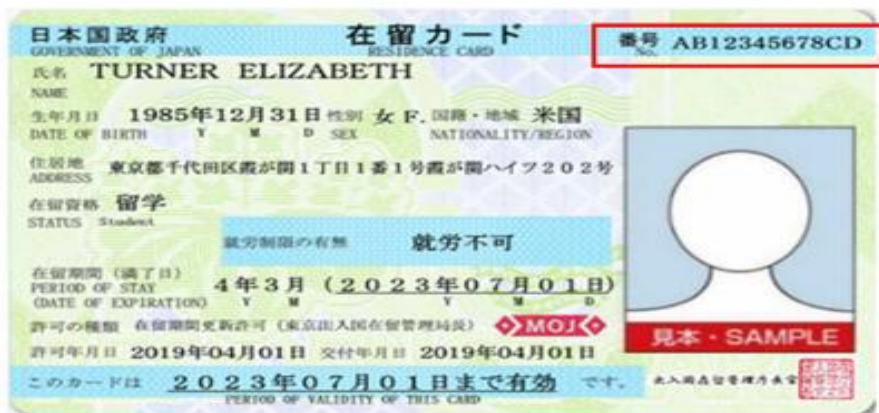 日本国政府 在留カード 番号 AB12345678CD
GOVERNMENT OF JAPAN RESIDENCE CARD No.
氏名 TURNER ELIZABETH
NAME
生年月日 1985年12月31日 性別 女 F. 国籍・地域 米国
DATE OF BIRTH Y M D SEX NATIONALITY/REGION
住居地 東京都千代田区霞が関1丁目1番1号霞が関ハイツ202号
ADDRESS
在留資格 留学
STATUS Student
就労制限の有無 就労不可
在留期間(満了日) 4年3月(2023年07月01日)
PERIOD OF STAY
(DATE OF EXPIRATION) Y M Y M D
許可の種類 在留期間更新許可(東京出入国在留管理局長) MOJ
見本・SAMPLE
許可年月日 2019年04月01日 交付年月日 2019年04月01日
このカードは 2023年07月01日まで有効 です。
PERIOD OF VALIDITY OF THIS CARD
出入国在留管理庁長官